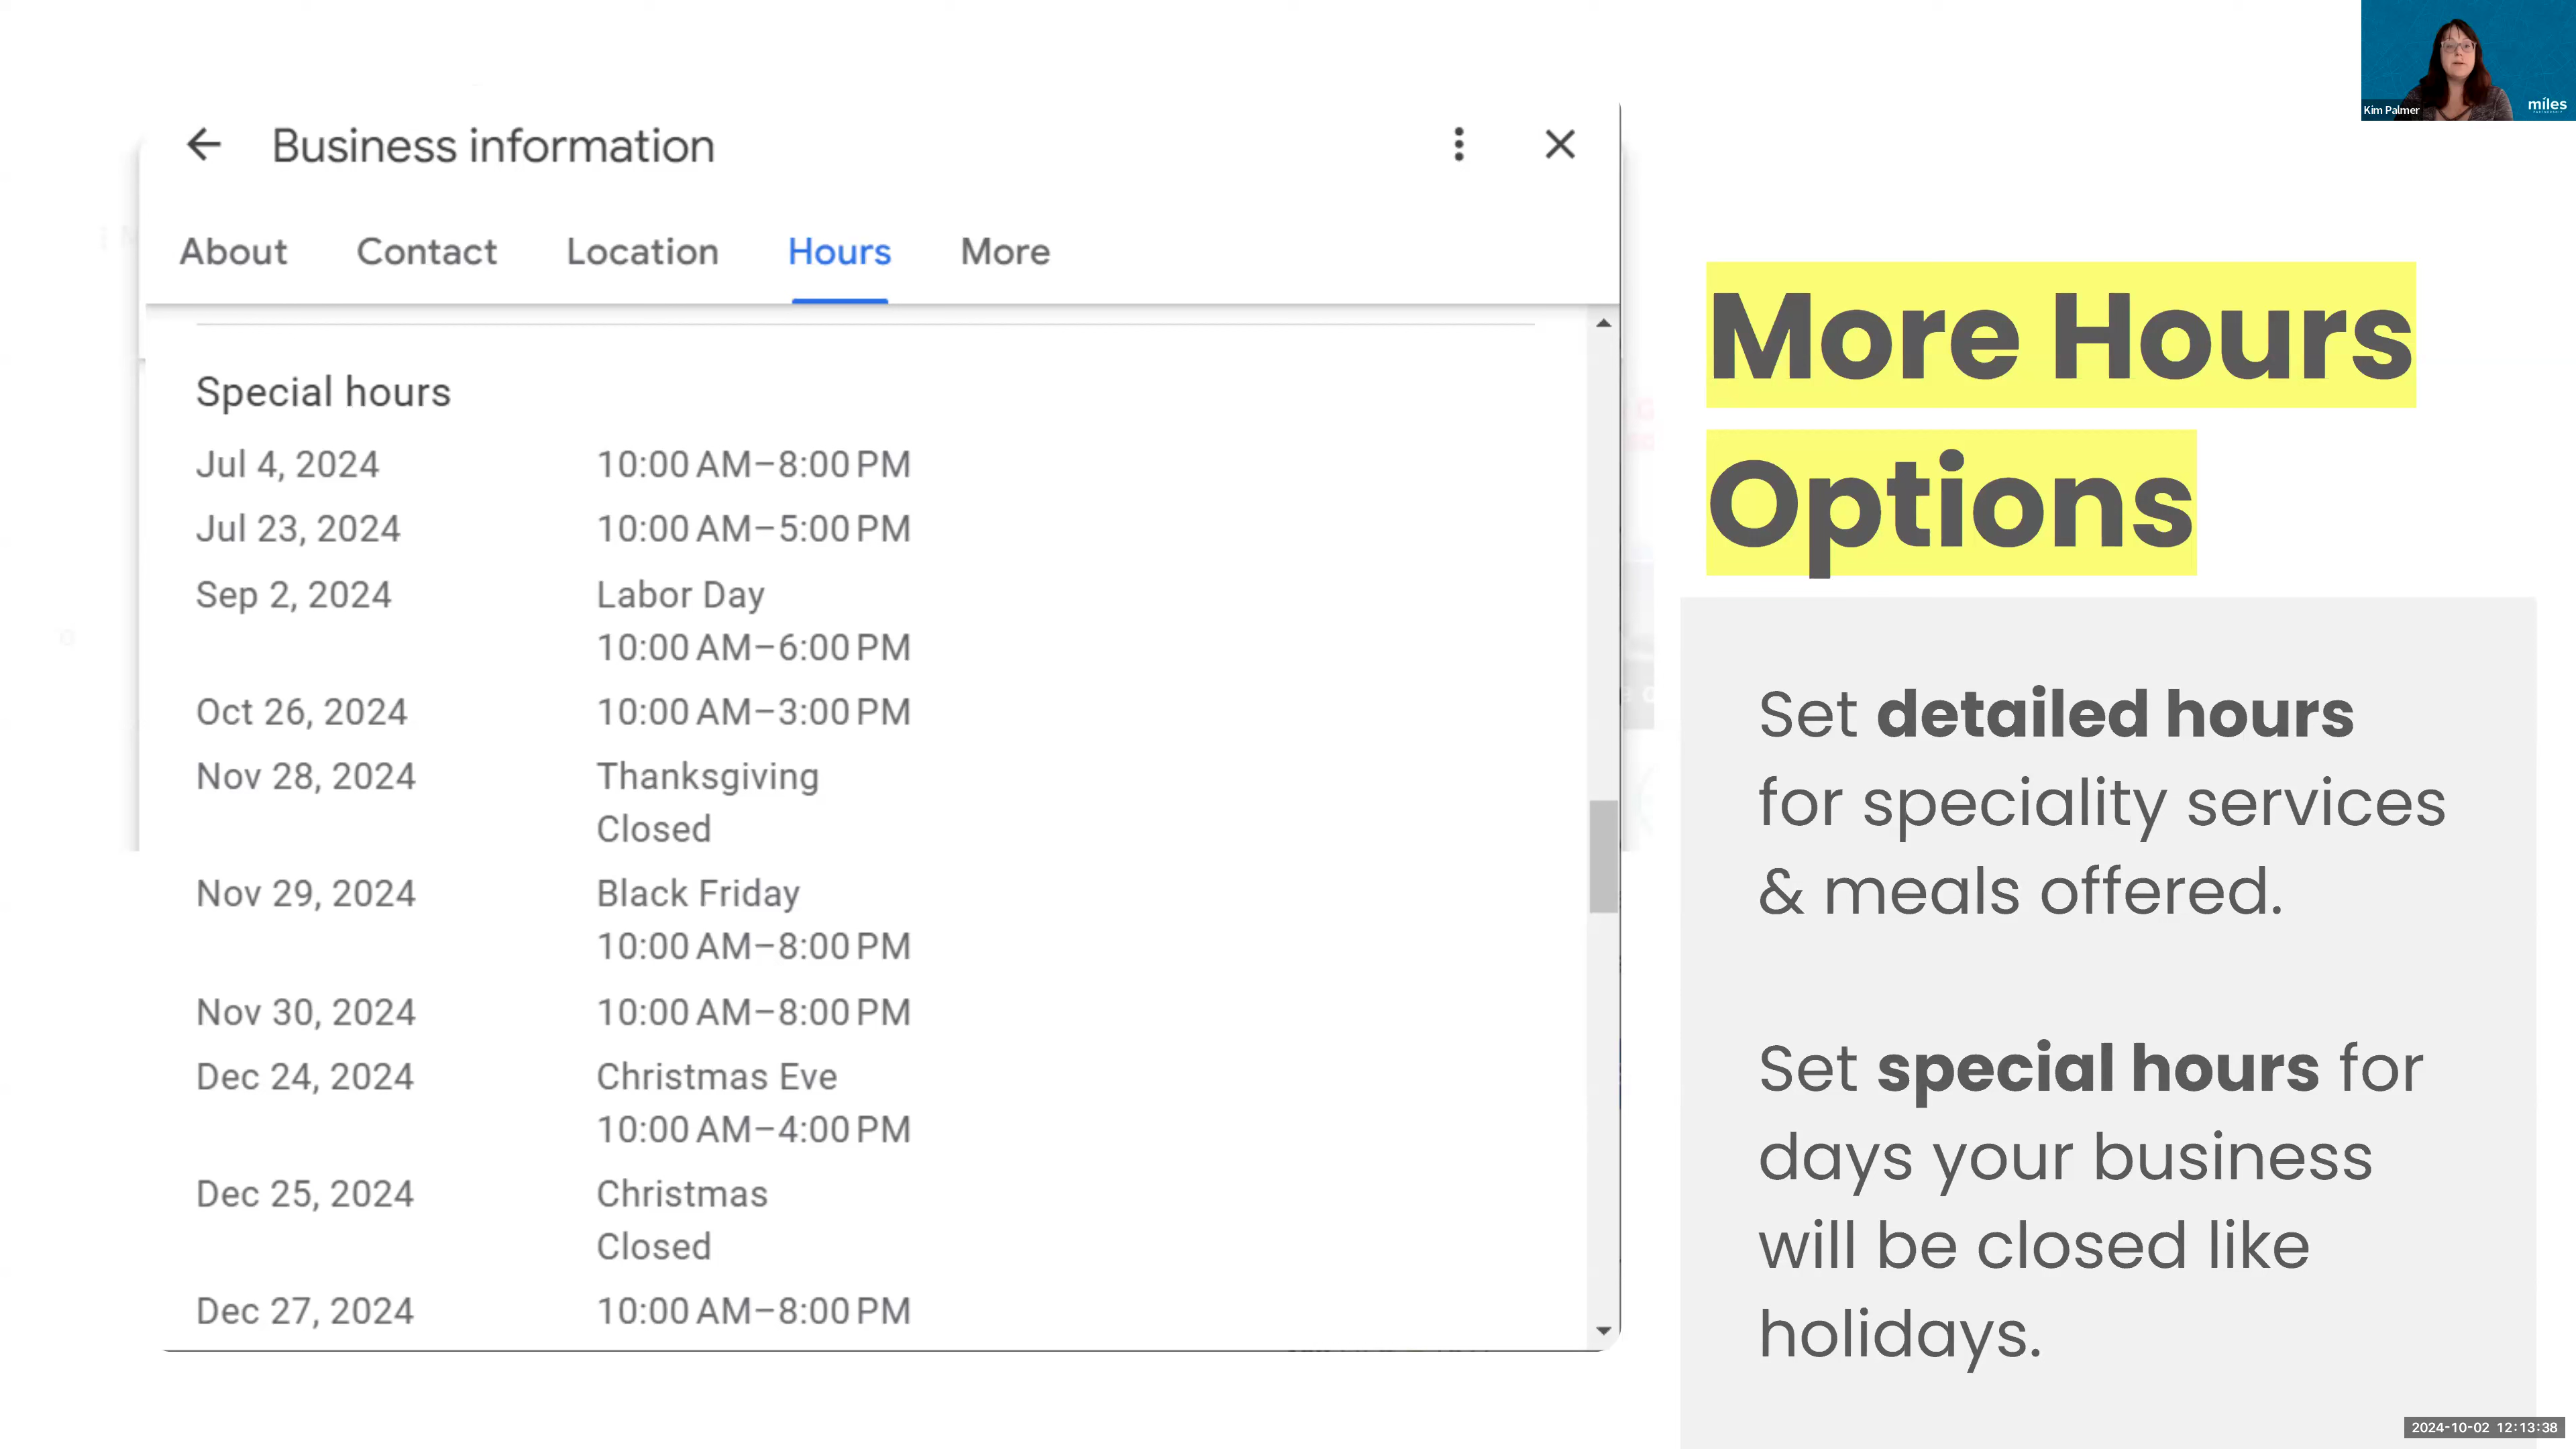 Business information
About Contact Location Hours More
Special hours
Jul 4, 2024 10:00 AM–8:00 PM
Jul 23, 2024 10:00 AM–5:00 PM
Sep 2, 2024 Labor Day
10:00 AM–6:00 PM
Oct 26, 2024 10:00 AM–3:00 PM
Nov 28, 2024 Thanksgiving
Closed
Nov 29, 2024 Black Friday
10:00 AM–8:00 PM
Nov 30, 2024 10:00 AM–8:00 PM
Dec 24, 2024 Christmas Eve
10:00 AM–4:00 PM
Dec 25, 2024 Christmas
Closed
Dec 27, 2024 10:00 AM–8:00 PM
More Hours
Options
Set detailed hours
for speciality services
& meals offered.
Set special hours for
days your business
will be closed like
holidays.
Kim Palmer
miles
PARTNERSHIP
2024-10-02 12:13:38